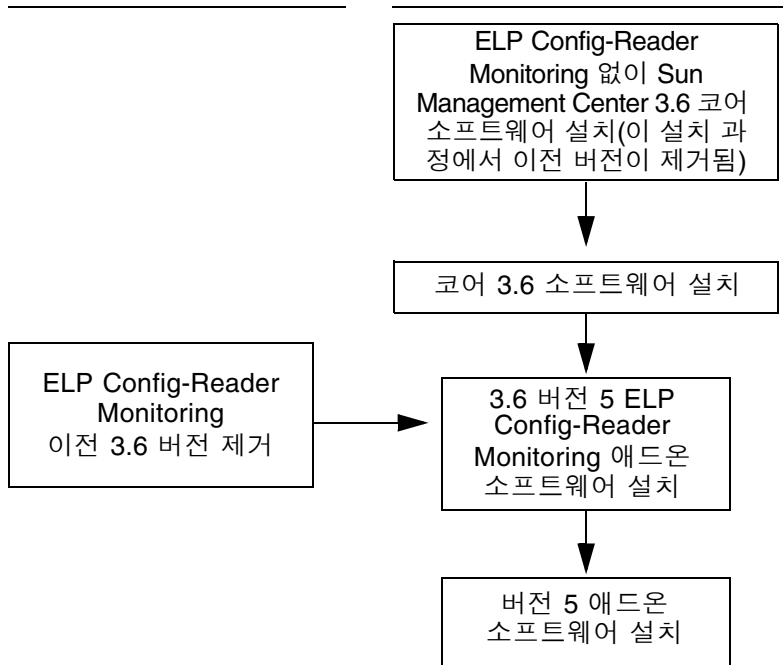 ELP Config-Reader
Monitoring 없이 Sun
Management Center 3.6 코어
소프트웨어 설치(이 설치 과
정에서 이전 버전이 제거됨)
코어 3.6 소프트웨어 설치
ELP Config-Reader
Monitoring
이전 3.6 버전 제거
3.6 버전 5 ELP
Config-Reader
Monitoring 애드온
소프트웨어 설치
버전 5 애드온
소프트웨어 설치